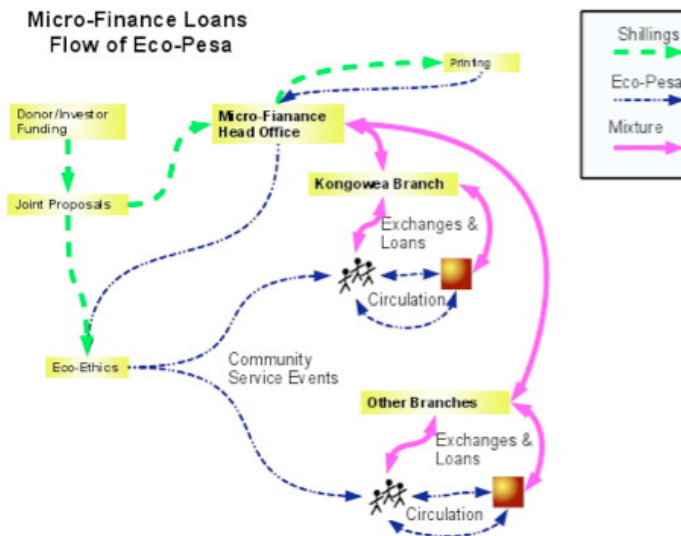 Micro-Finance Loans
Flow of Eco-Pesa
Shillings
Eco-Pesa
Mixture
Printing
Donor/Investor
Funding
Micro-Fianance
Head Office
Joint Proposals
Kongowea Branch
Exchanges &
Loans
Circulation
Eco-Ethics
Community
Service Events
Other Branches
Exchanges &
Loans
Circulation